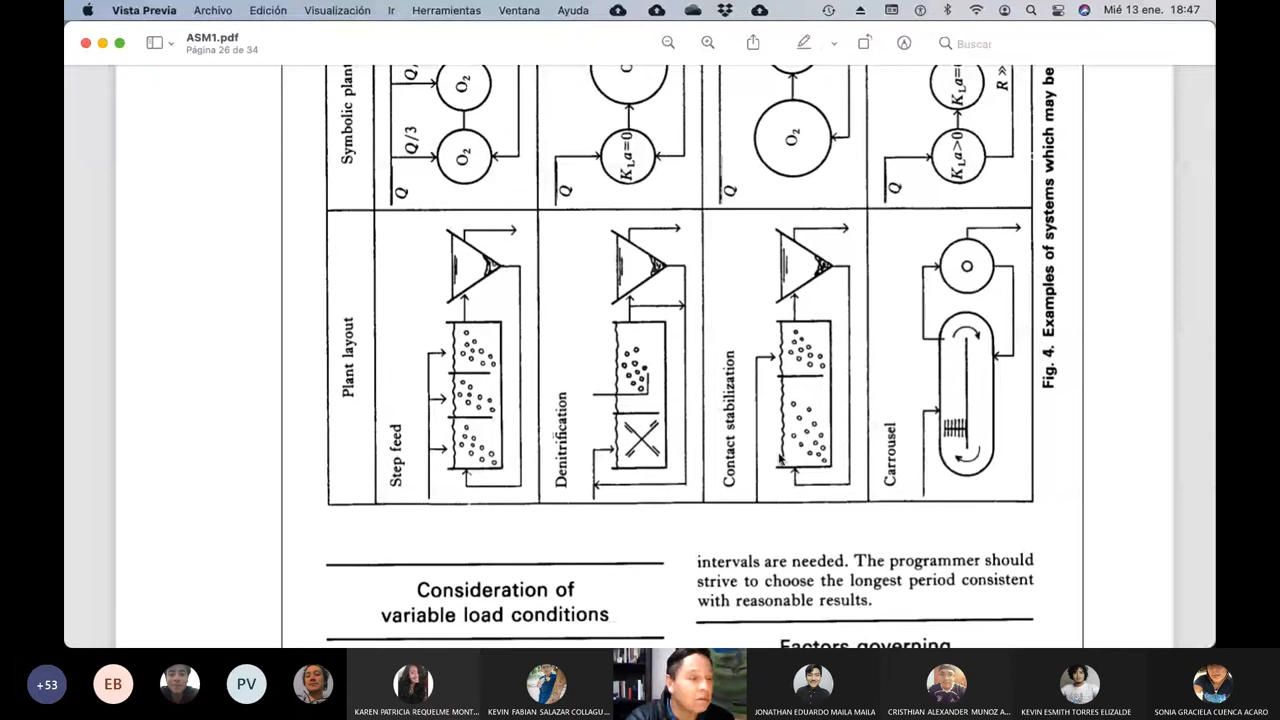 Vista Previa Archivo Edición Visualización Ir Herramientas Ventana Ayuda
Mié 13 ene. 18:47
ASM1.pdf
Página 26 de 34
Buscar
Symbolic plant
Q/3
O₂
O₂
Q
K_L a=0
Q
O₂
Q
K_L a>0
Q
R ≫
Plant layout
Step feed
Denitrification
Contact stabilization
Carrousel
Fig. 4. Examples of systems which may be
Consideration of
variable load conditions
intervals are needed. The programmer should
strive to choose the longest period consistent
with reasonable results.
Factors governing
+53
EB
PV
KAREN PATRICIA REQUELME MONT...
KEVIN FABIAN SALAZAR COLLAGU...
JONATHAN EDUARDO MAILA MAILA
CRISTHIAN ALEXANDER MUNOZ A...
KEVIN ESMITH TORRES ELIZALDE
SONIA GRACIELA CUENCA ACARO